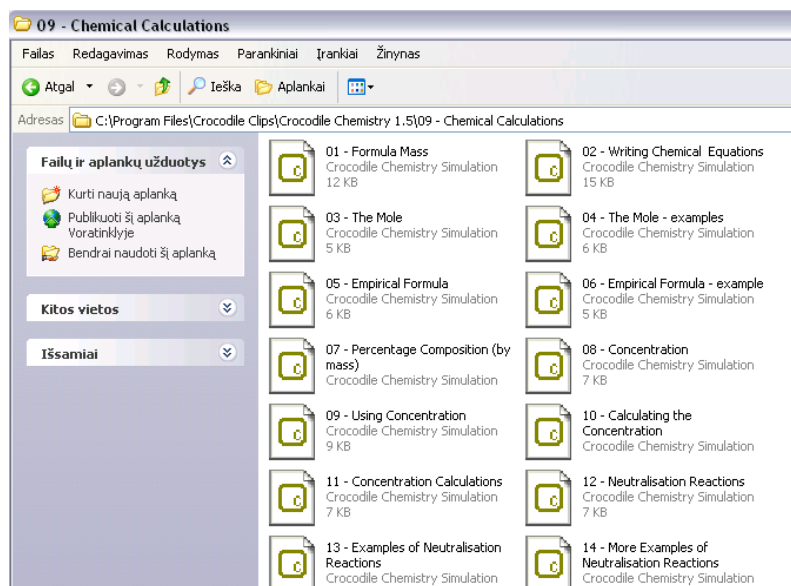 09 - Chemical Calculations
Failas Redagavimas Rodymas Parankiniai Įrankiai Žinynas
Atgal Ieška Aplankai
Adresas C:\Program Files\Crocodile Clips\Crocodile Chemistry 1.5\09 - Chemical Calculations
Failų ir aplankų užduotys
Kurti naują aplanką
Publikuoti šį aplanką
Voratinklyje
Bendrai naudoti šį aplanką
Kitos vietos
Išsamiai
01 - Formula Mass
Crocodile Chemistry Simulation
12 KB
02 - Writing Chemical Equations
Crocodile Chemistry Simulation
15 KB
03 - The Mole
Crocodile Chemistry Simulation
5 KB
04 - The Mole - examples
Crocodile Chemistry Simulation
6 KB
05 - Empirical Formula
Crocodile Chemistry Simulation
6 KB
06 - Empirical Formula - example
Crocodile Chemistry Simulation
5 KB
07 - Percentage Composition (by
mass)
Crocodile Chemistry Simulation
08 - Concentration
Crocodile Chemistry Simulation
7 KB
09 - Using Concentration
Crocodile Chemistry Simulation
9 KB
10 - Calculating the
Concentration
Crocodile Chemistry Simulation
11 - Concentration Calculations
Crocodile Chemistry Simulation
7 KB
12 - Neutralisation Reactions
Crocodile Chemistry Simulation
7 KB
13 - Examples of Neutralisation
Reactions
Crocodile Chemistry Simulation
14 - More Examples of
Neutralisation Reactions
Crocodile Chemistry Simulation